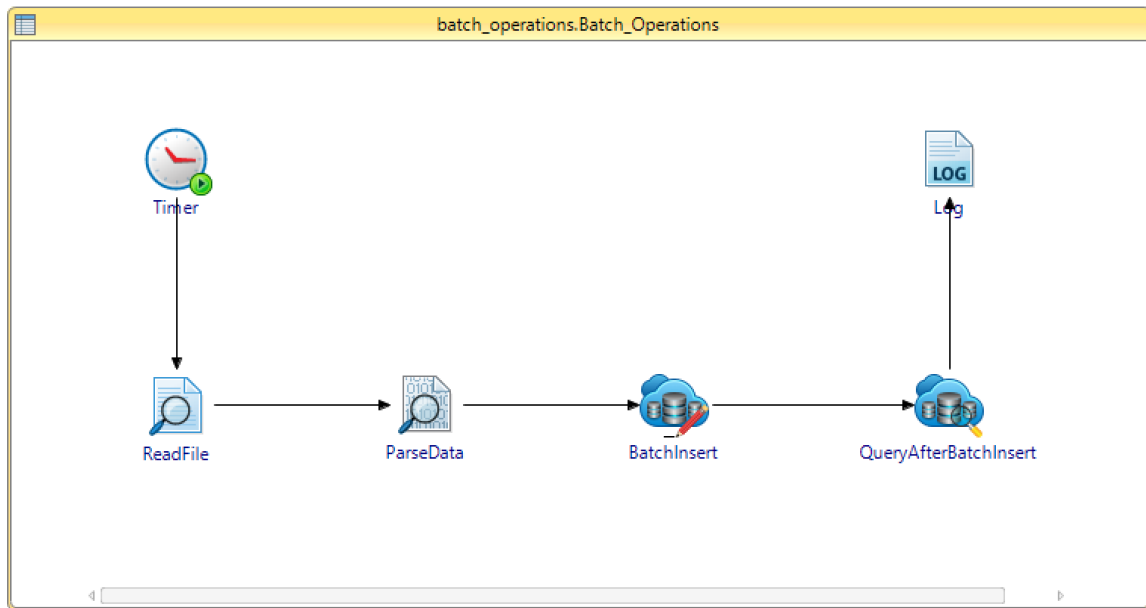 batch_operations.Batch_Operations
Timer
LOG
Log
ReadFile
ParseData
BatchInsert
QueryAfterBatchInsert